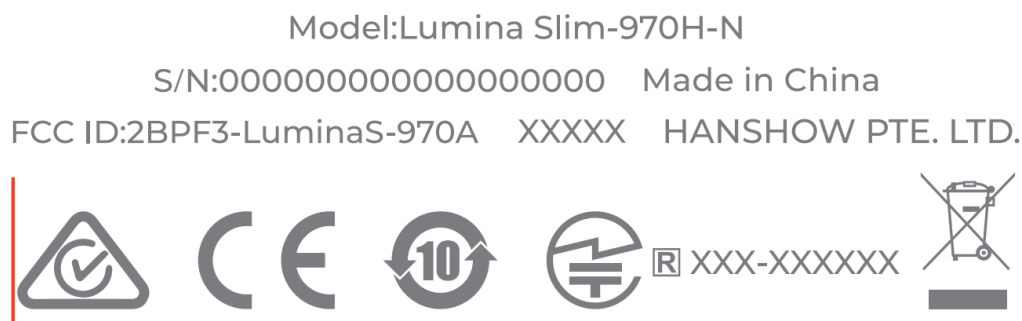 Model:Lumina Slim-970H-N
S/N:000000000000000000 Made in China
FCC ID:2BPF3-LuminaS-970A XXXXX HANSHOW PTE. LTD.
CE 10 R XXX-XXXXXX